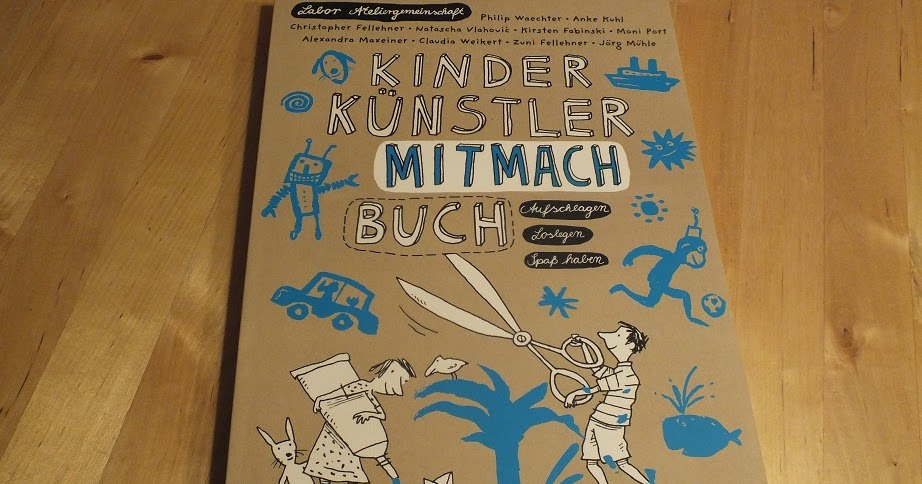 Labor Ateliergemeinschaft Philip Waechter • Anke Kuhl
Christopher Fellehner • Natascha Vlahović • Kirsten Fabinski • Moni Port
Alexandra Maxeiner • Claudia Weikert • Zuni Fellehner • Jörg Mühle
KINDER
KÜNSTLER
MITMACH
BUCH
Aufschlagen
Loslegen
Spaß haben